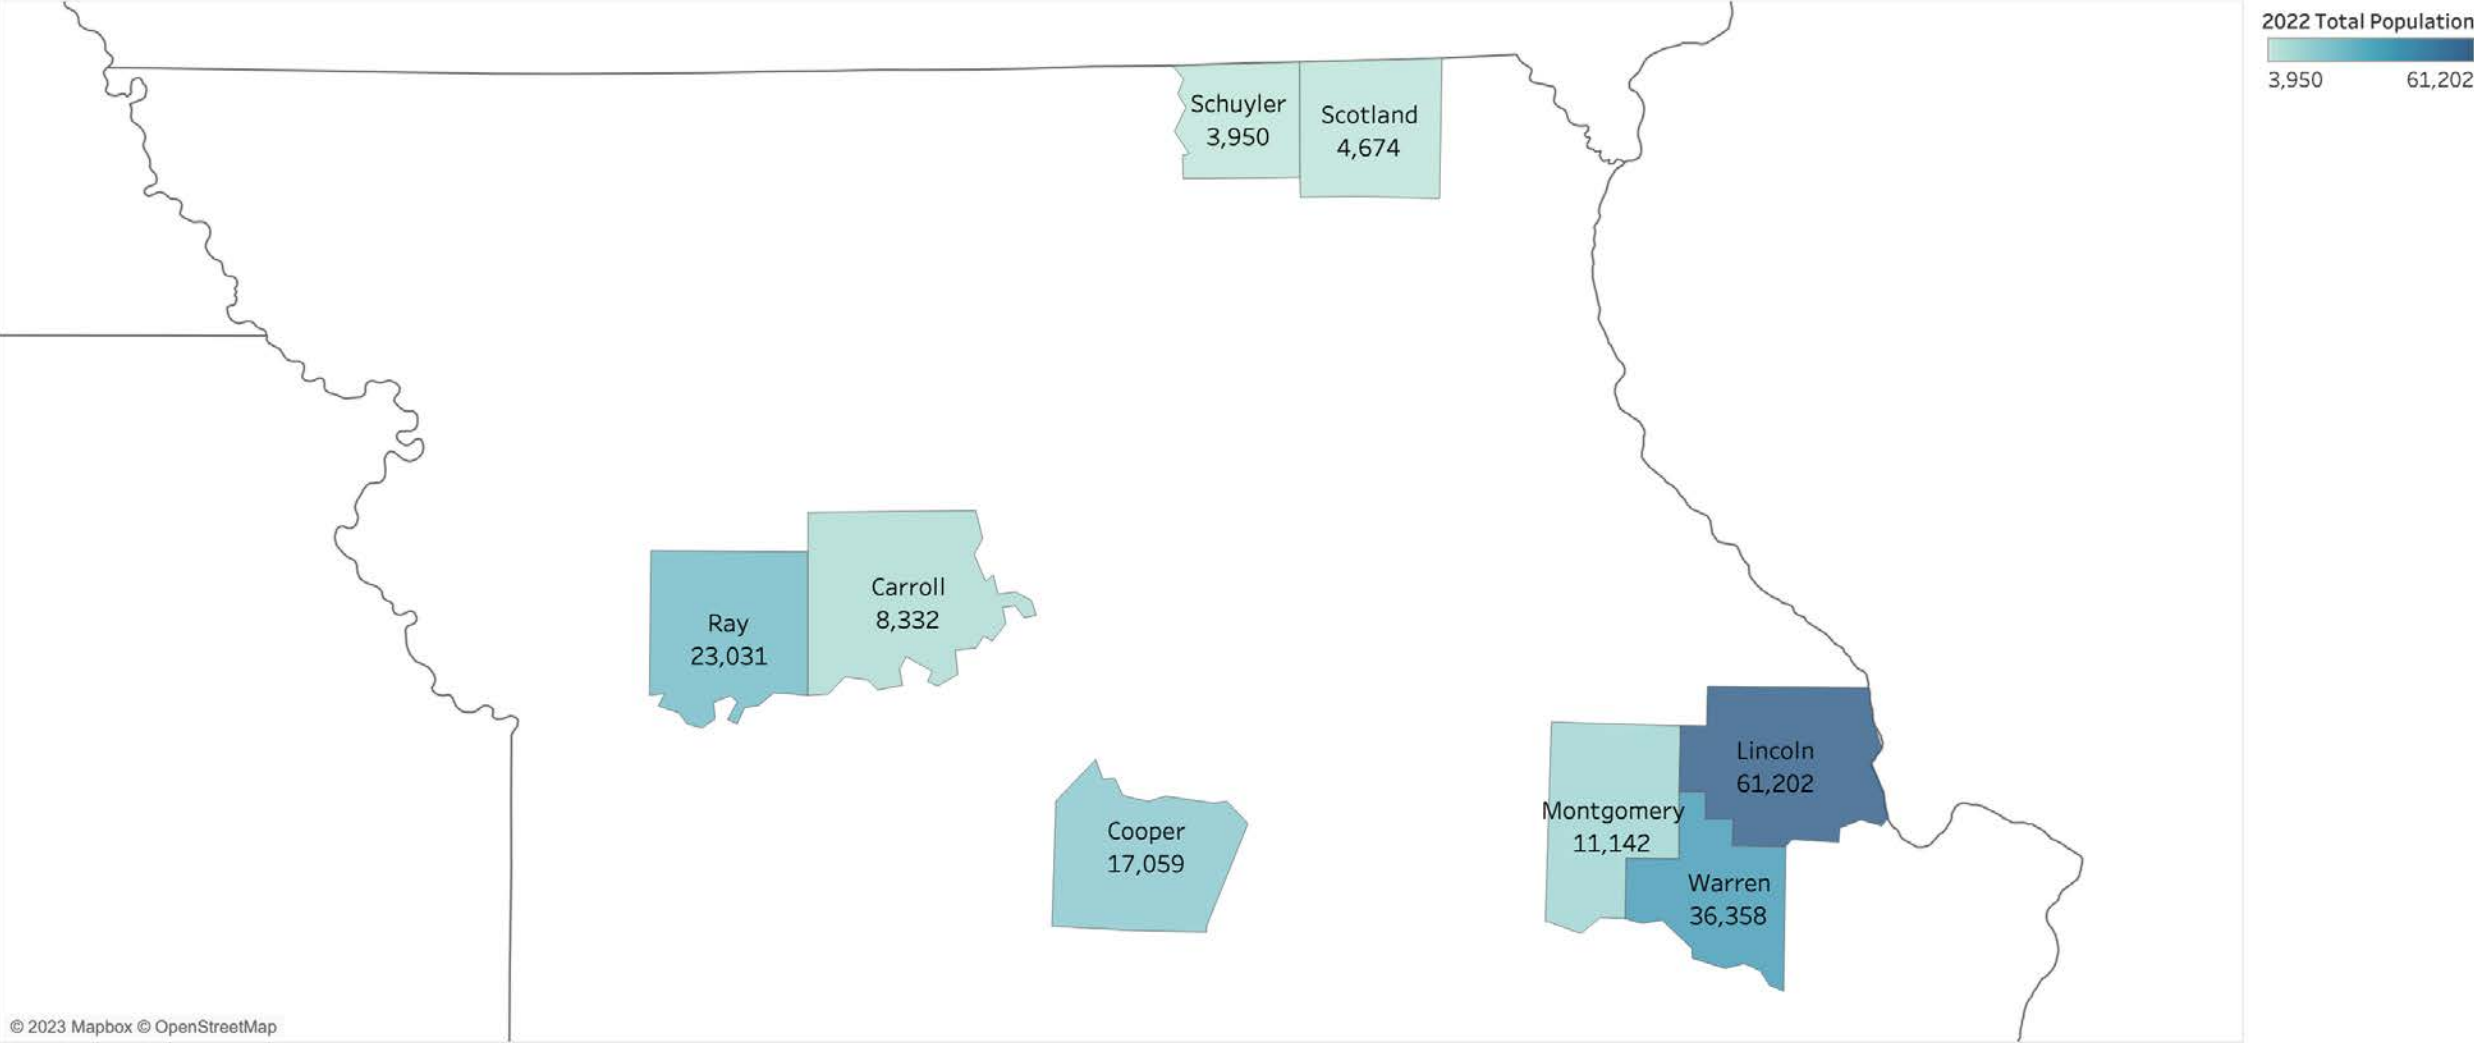 2022 Total Population
3,950
61,202
Schuyler
3,950
Scotland
4,674
Carroll
8,332
Ray
23,031
Lincoln
61,202
Montgomery
11,142
Cooper
17,059
Warren
36,358
© 2023 Mapbox © OpenStreetMap